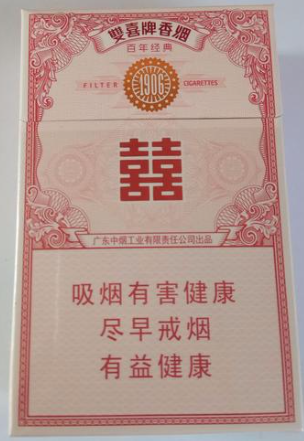 雙喜牌香烟
百年经典
FILTER 1906 CIGARETTES
囍
广东中烟工业有限责任公司出品
吸烟有害健康
尽早戒烟
有益健康